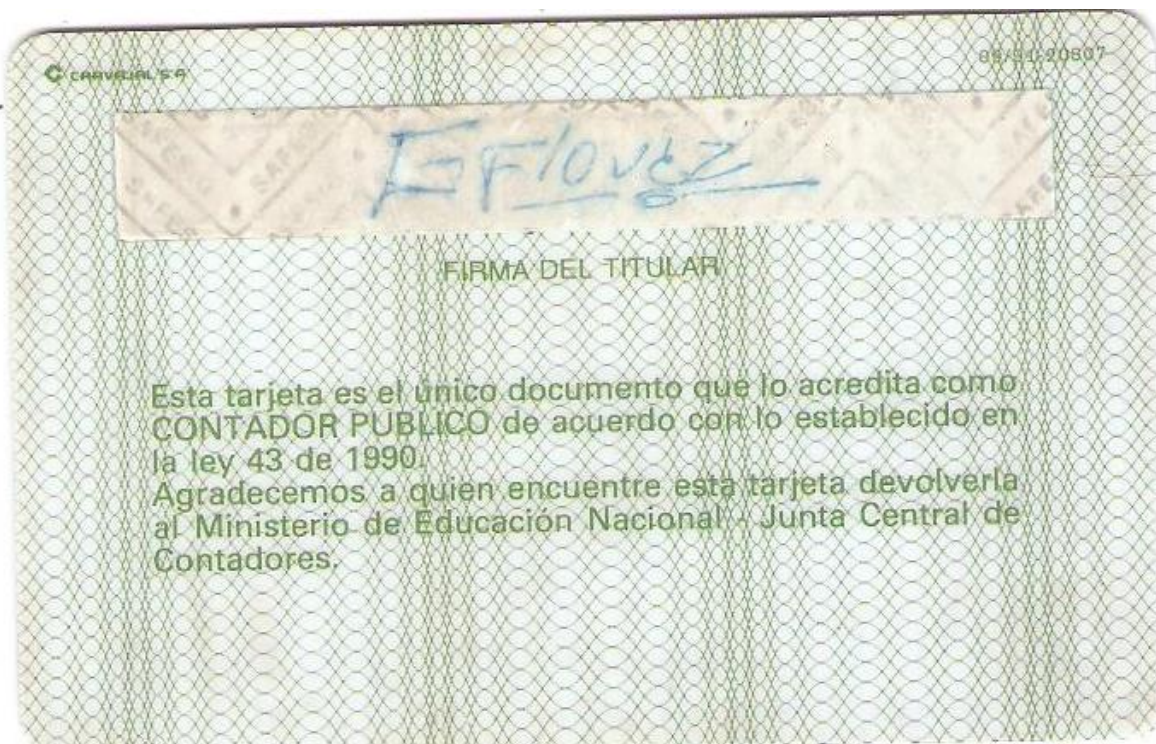 CARVAJAL S.A.
FIRMA DEL TITULAR
Esta tarjeta es el único documento que lo acredita como
CONTADOR PUBLICO de acuerdo con lo establecido en
la ley 43 de 1990.
Agradecemos a quien encuentre esta tarjeta devolverla
al Ministerio de Educación Nacional - Junta Central de
Contadores.